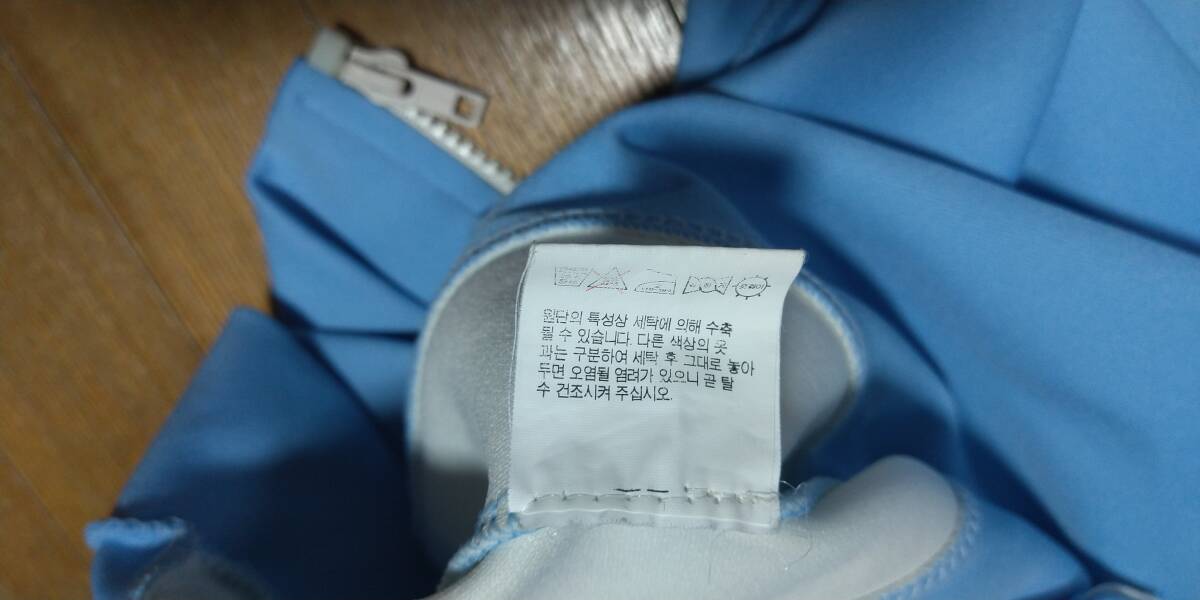 원단의 특성상 세탁에 의해 수축
될 수 있습니다. 다른 색상의 옷
과는 구분하여 세탁 후 그대로 놓아
두면 오염될 염려가 있으니 곧 탈
수 건조시켜 주십시오.